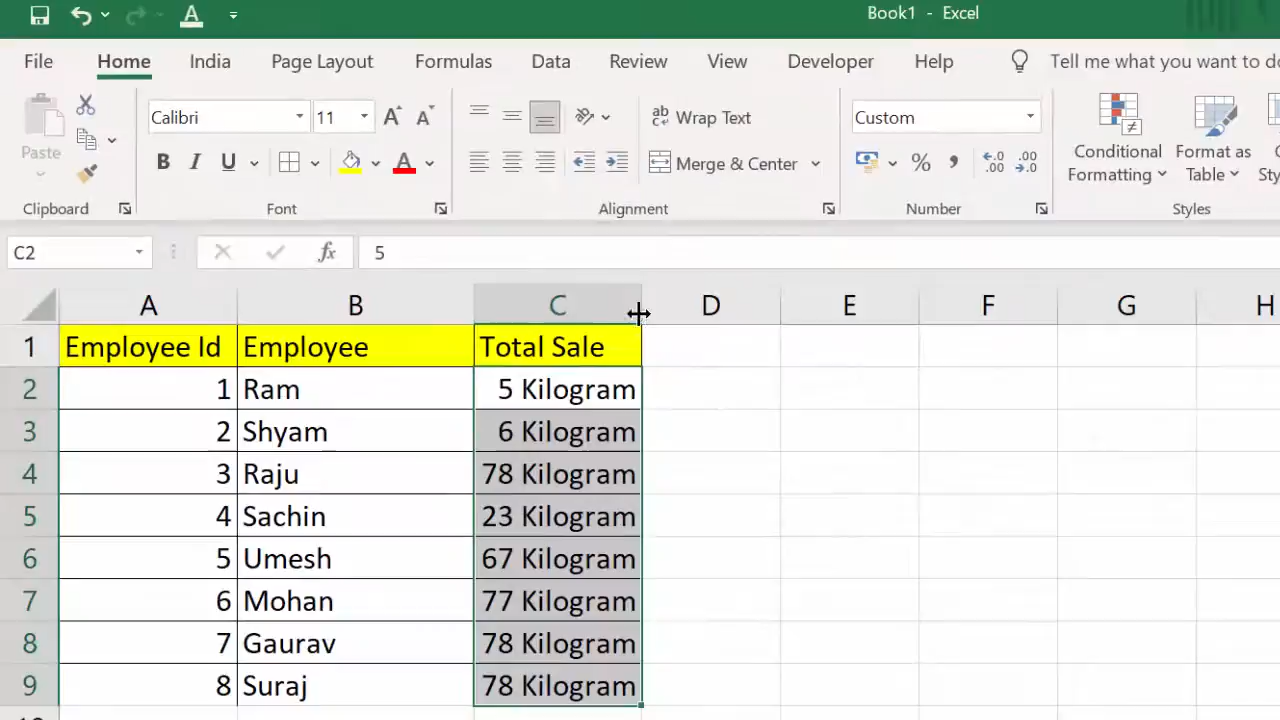 Book1 - Excel
File Home India Page Layout Formulas Data Review View Developer Help Tell me what you want to do
Paste
Calibri 11
Wrap Text
Merge & Center
Custom
Conditional Formatting
Format as Table
Clipboard Font Alignment Number Styles
C2 fx 5
A B C D E F G H
1 Employee Id Employee Total Sale
2 1 Ram 5 Kilogram
3 2 Shyam 6 Kilogram
4 3 Raju 78 Kilogram
5 4 Sachin 23 Kilogram
6 5 Umesh 67 Kilogram
7 6 Mohan 77 Kilogram
8 7 Gaurav 78 Kilogram
9 8 Suraj 78 Kilogram